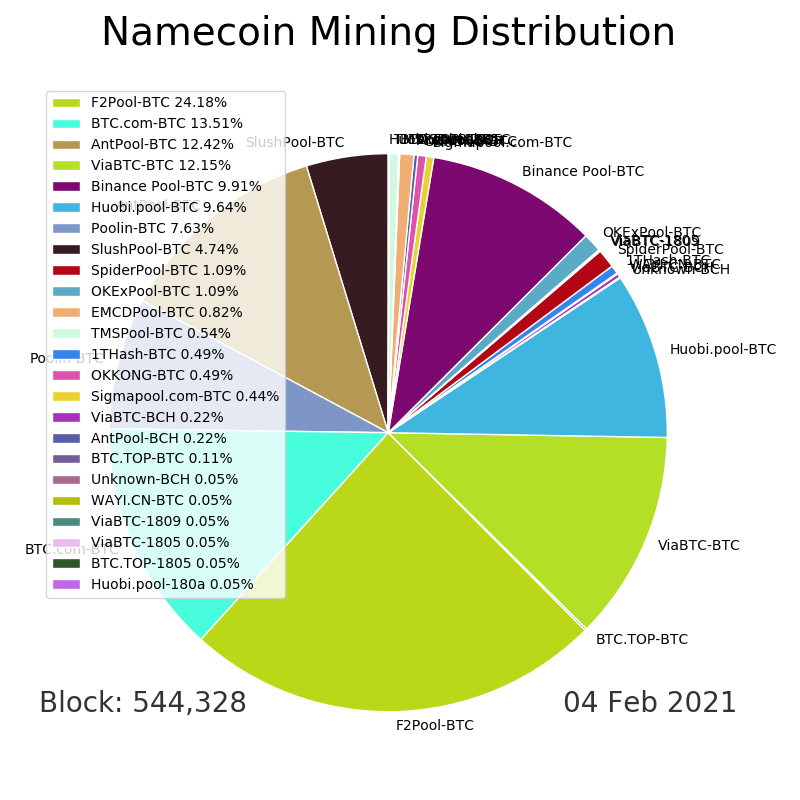 Namecoin Mining Distribution
F2Pool-BTC 24.18%
BTC.com-BTC 13.51%
AntPool-BTC 12.42%
ViaBTC-BTC 12.15%
Binance Pool-BTC 9.91%
Huobi.pool-BTC 9.64%
Poolin-BTC 7.63%
SlushPool-BTC 4.74%
SpiderPool-BTC 1.09%
OKExPool-BTC 1.09%
EMCDPool-BTC 0.82%
TMSPool-BTC 0.54%
1THash-BTC 0.49%
OKKONG-BTC 0.49%
Sigmapool.com-BTC 0.44%
ViaBTC-BCH 0.22%
AntPool-BCH 0.22%
BTC.TOP-BTC 0.11%
Unknown-BCH 0.05%
WAYI.CN-BTC 0.05%
ViaBTC-1809 0.05%
ViaBTC-1805 0.05%
BTC.TOP-1805 0.05%
Huobi.pool-180a 0.05%
SlushPool-BTC
Sigmapool.com-BTC
Binance Pool-BTC
OKExPool-BTC
ViaBTC-1809
SpiderPool-BTC
1THash-BTC
Unknown-BCH
Huobi.pool-BTC
ViaBTC-BTC
BTC.TOP-BTC
F2Pool-BTC
BTC.com-BTC
Poolin-BTC
AntPool-BTC
Block: 544,328
04 Feb 2021